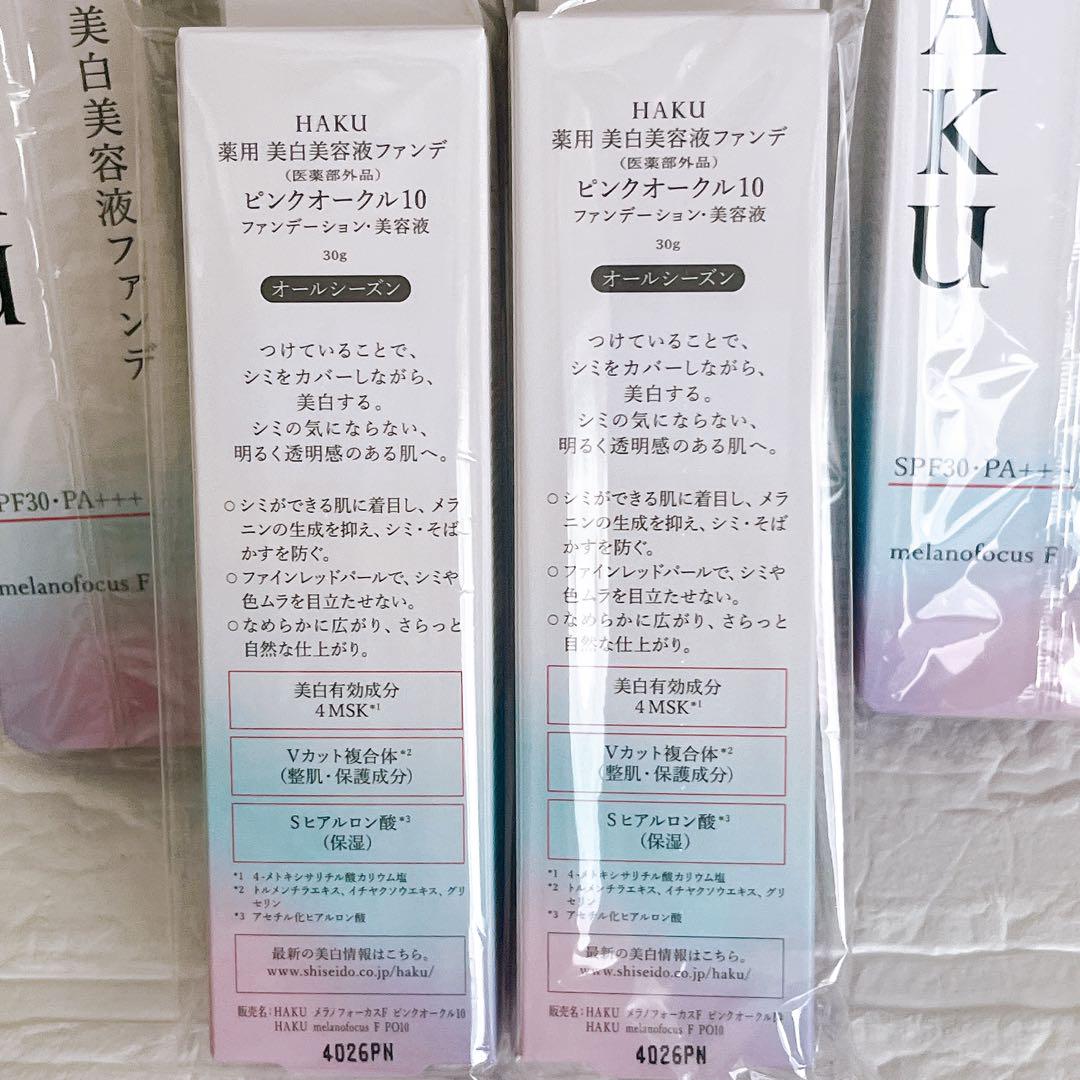 美白美容液ファンデ
PF30・PA+++
melanofocus F
HAKU
薬用 美白美容液ファンデ
(医薬部外品)
ピンクオークル10
ファンデーション・美容液
30g
オールシーズン
つけていることで、
シミをカバーしながら、
美白する。
シミの気にならない、
明るく透明感のある肌へ。
○シミができる肌に着目し、メラ
ニンの生成を抑え、シミ・そば
かすを防ぐ。
○ファインレッドパールで、シミや
色ムラを目立たせない。
○なめらかに広がり、さらっと
自然な仕上がり。
美白有効成分
4MSK*1
Vカット複合体*2
(整肌・保護成分)
Sヒアルロン酸*3
(保湿)
*1 4-メトキシサリチル酸カリウム塩
*2 トルメンチラエキス、イチヤクソウエキス、グリ
セリン
*3 アセチル化ヒアルロン酸
最新の美白情報はこちら。
www.shiseido.co.jp/haku/
販売名:HAKU メラノフォーカスF ピンクオークル10
HAKU melanofocus F PO10
4026PN
HAKU
薬用 美白美容液ファンデ
(医薬部外品)
ピンクオークル10
ファンデーション・美容液
30g
オールシーズン
つけていることで、
シミをカバーしながら、
美白する。
シミの気にならない、
明るく透明感のある肌へ。
○シミができる肌に着目し、メラ
ニンの生成を抑え、シミ・そば
かすを防ぐ。
○ファインレッドパールで、シミや
色ムラを目立たせない。
○なめらかに広がり、さらっと
自然な仕上がり。
美白有効成分
4MSK*1
Vカット複合体*2
(整肌・保護成分)
Sヒアルロン酸*3
(保湿)
*1 4-メトキシサリチル酸カリウム塩
*2 トルメンチラエキス、イチヤクソウエキス、グリ
セリン
*3 アセチル化ヒアルロン酸
最新の美白情報はこちら。
www.shiseido.co.jp/haku/
販売名:HAKU メラノフォーカスF ピンクオークル10
HAKU melanofocus F PO10
4026PN
AKU
SPF30・PA++
melanofocus F